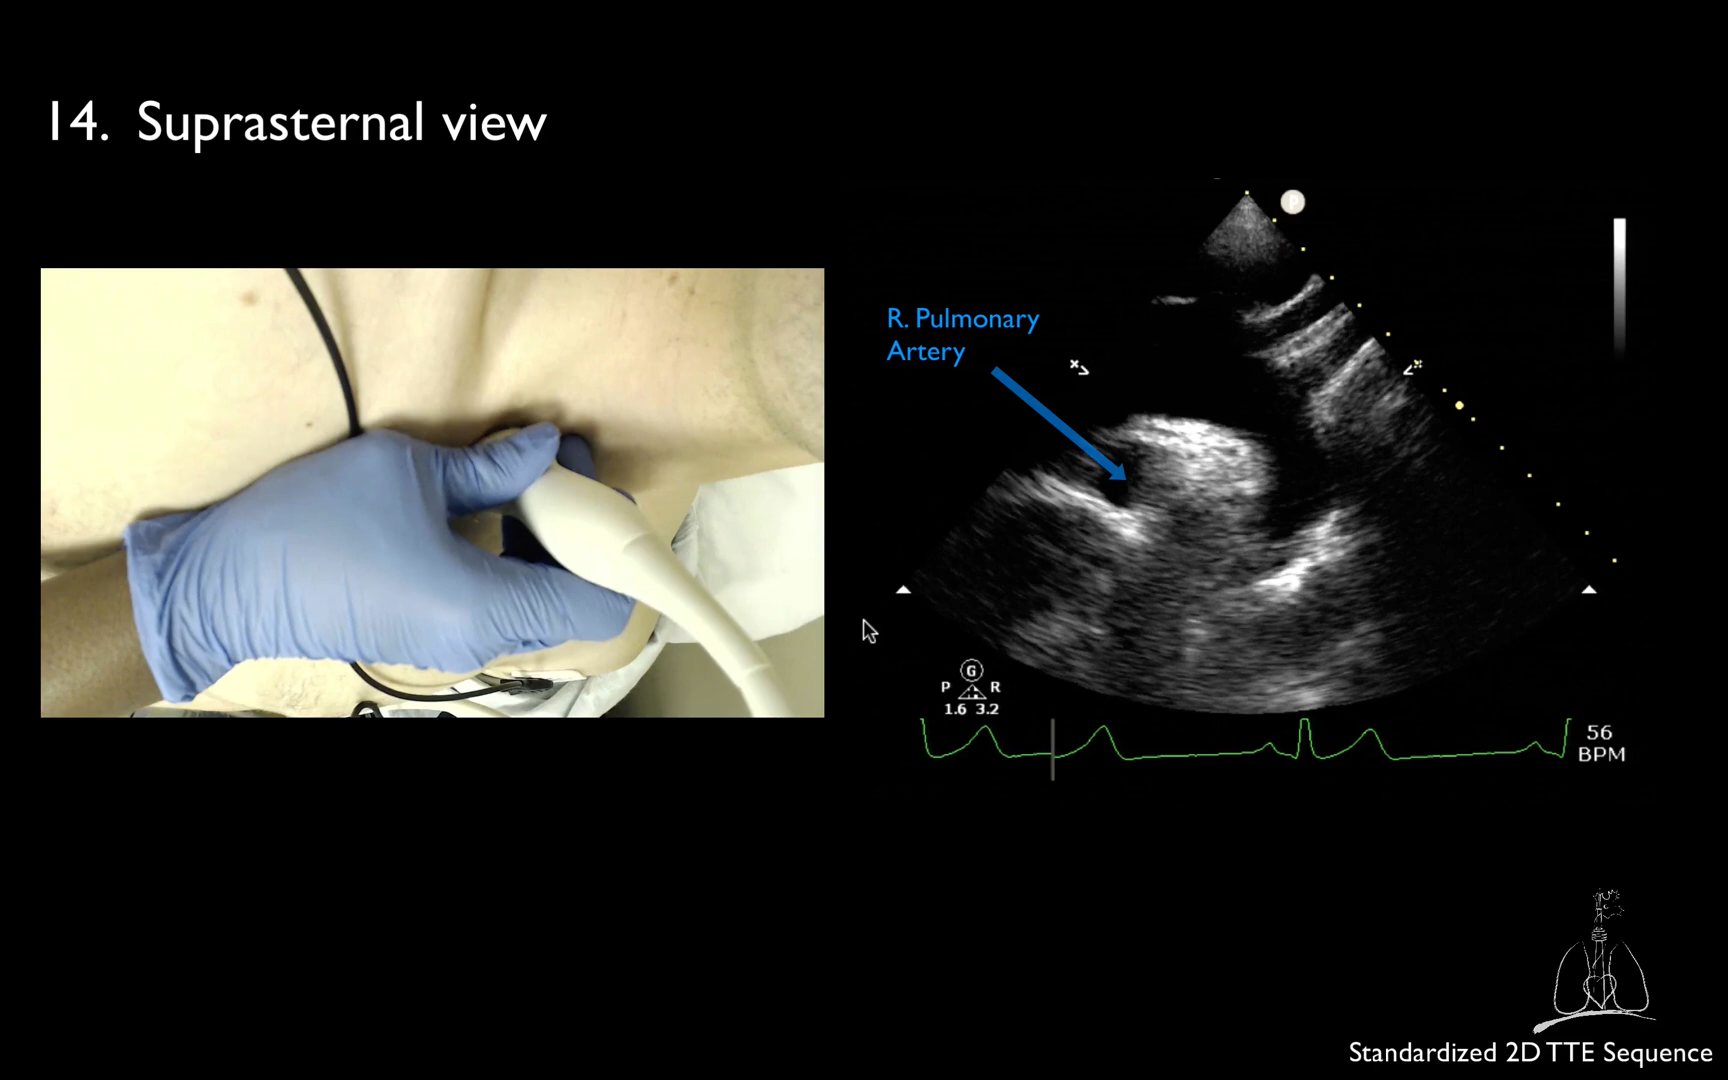 14. Suprasternal view
P
R. Pulmonary
Artery
G
P R
1.6 3.2
56
BPM
Standardized 2D TTE Sequence